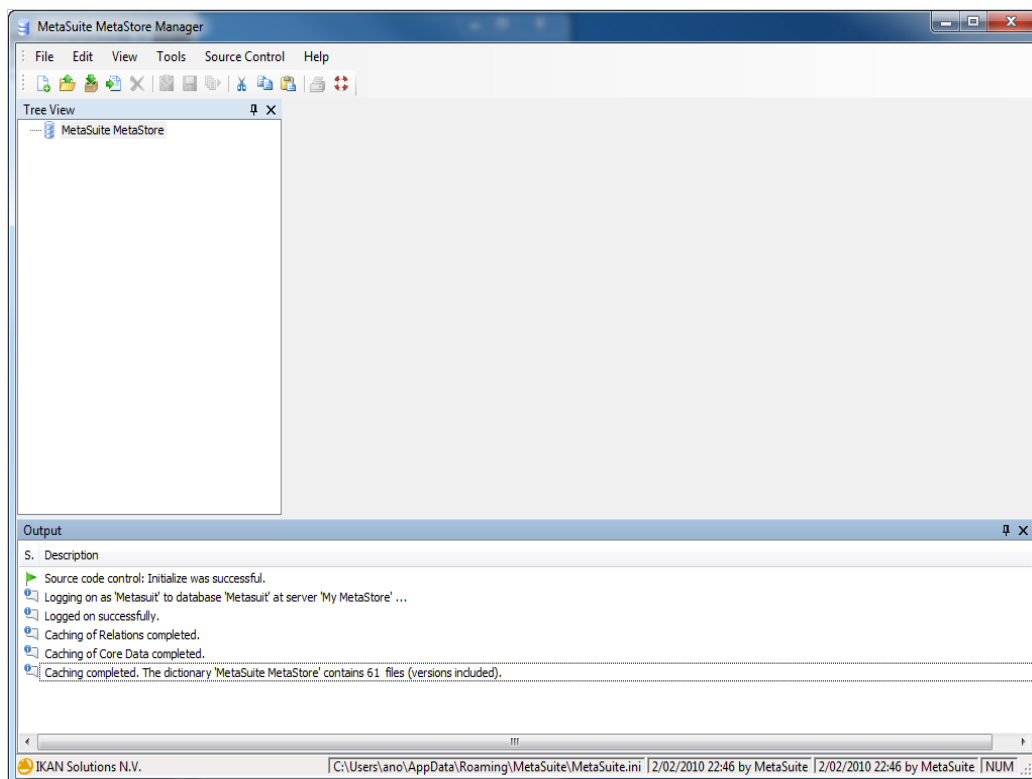 MetaSuite MetaStore Manager
File Edit View Tools Source Control Help
Tree View
MetaSuite MetaStore
Output
S. Description
Source code control: Initialize was successful.
Logging on as 'Metasuit' to database 'Metasuit' at server 'My MetaStore' ...
Logged on successfully.
Caching of Relations completed.
Caching of Core Data completed.
Caching completed. The dictionary 'MetaSuite MetaStore' contains 61 files (versions included).
IKAN Solutions N.V. C:\Users\ano\AppData\Roaming\MetaSuite\MetaSuite.ini 2/02/2010 22:46 by MetaSuite 2/02/2010 22:46 by MetaSuite NUM